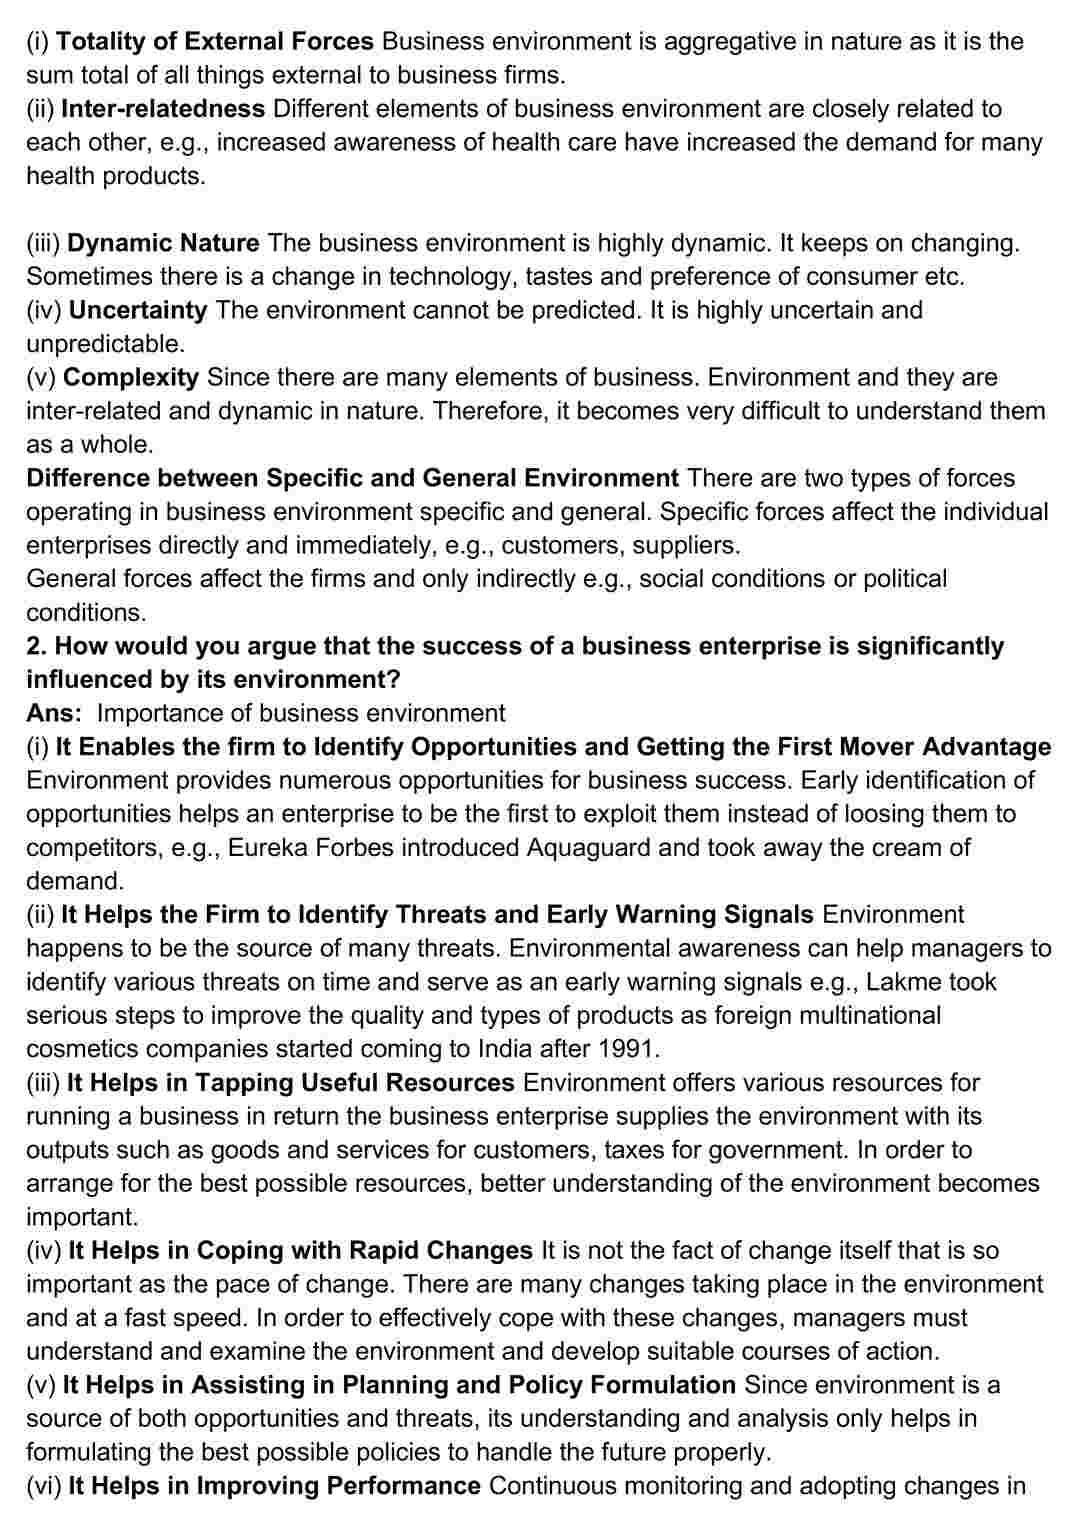 (i) Totality of External Forces Business environment is aggregative in nature as it is the
sum total of all things external to business firms.
(ii) Inter-relatedness Different elements of business environment are closely related to
each other, e.g., increased awareness of health care have increased the demand for many
health products.
(iii) Dynamic Nature The business environment is highly dynamic. It keeps on changing.
Sometimes there is a change in technology, tastes and preference of consumer etc.
(iv) Uncertainty The environment cannot be predicted. It is highly uncertain and
unpredictable.
(v) Complexity Since there are many elements of business. Environment and they are
inter-related and dynamic in nature. Therefore, it becomes very difficult to understand them
as a whole.
Difference between Specific and General Environment There are two types of forces
operating in business environment specific and general. Specific forces affect the individual
enterprises directly and immediately, e.g., customers, suppliers.
General forces affect the firms and only indirectly e.g., social conditions or political
conditions.
2. How would you argue that the success of a business enterprise is significantly
influenced by its environment?
Ans:  Importance of business environment
(i) It Enables the firm to Identify Opportunities and Getting the First Mover Advantage
Environment provides numerous opportunities for business success. Early identification of
opportunities helps an enterprise to be the first to exploit them instead of loosing them to
competitors, e.g., Eureka Forbes introduced Aquaguard and took away the cream of
demand.
(ii) It Helps the Firm to Identify Threats and Early Warning Signals Environment
happens to be the source of many threats. Environmental awareness can help managers to
identify various threats on time and serve as an early warning signals e.g., Lakme took
serious steps to improve the quality and types of products as foreign multinational
cosmetics companies started coming to India after 1991.
(iii) It Helps in Tapping Useful Resources Environment offers various resources for
running a business in return the business enterprise supplies the environment with its
outputs such as goods and services for customers, taxes for government. In order to
arrange for the best possible resources, better understanding of the environment becomes
important.
(iv) It Helps in Coping with Rapid Changes It is not the fact of change itself that is so
important as the pace of change. There are many changes taking place in the environment
and at a fast speed. In order to effectively cope with these changes, managers must
understand and examine the environment and develop suitable courses of action.
(v) It Helps in Assisting in Planning and Policy Formulation Since environment is a
source of both opportunities and threats, its understanding and analysis only helps in
formulating the best possible policies to handle the future properly.
(vi) It Helps in Improving Performance Continuous monitoring and adopting changes in